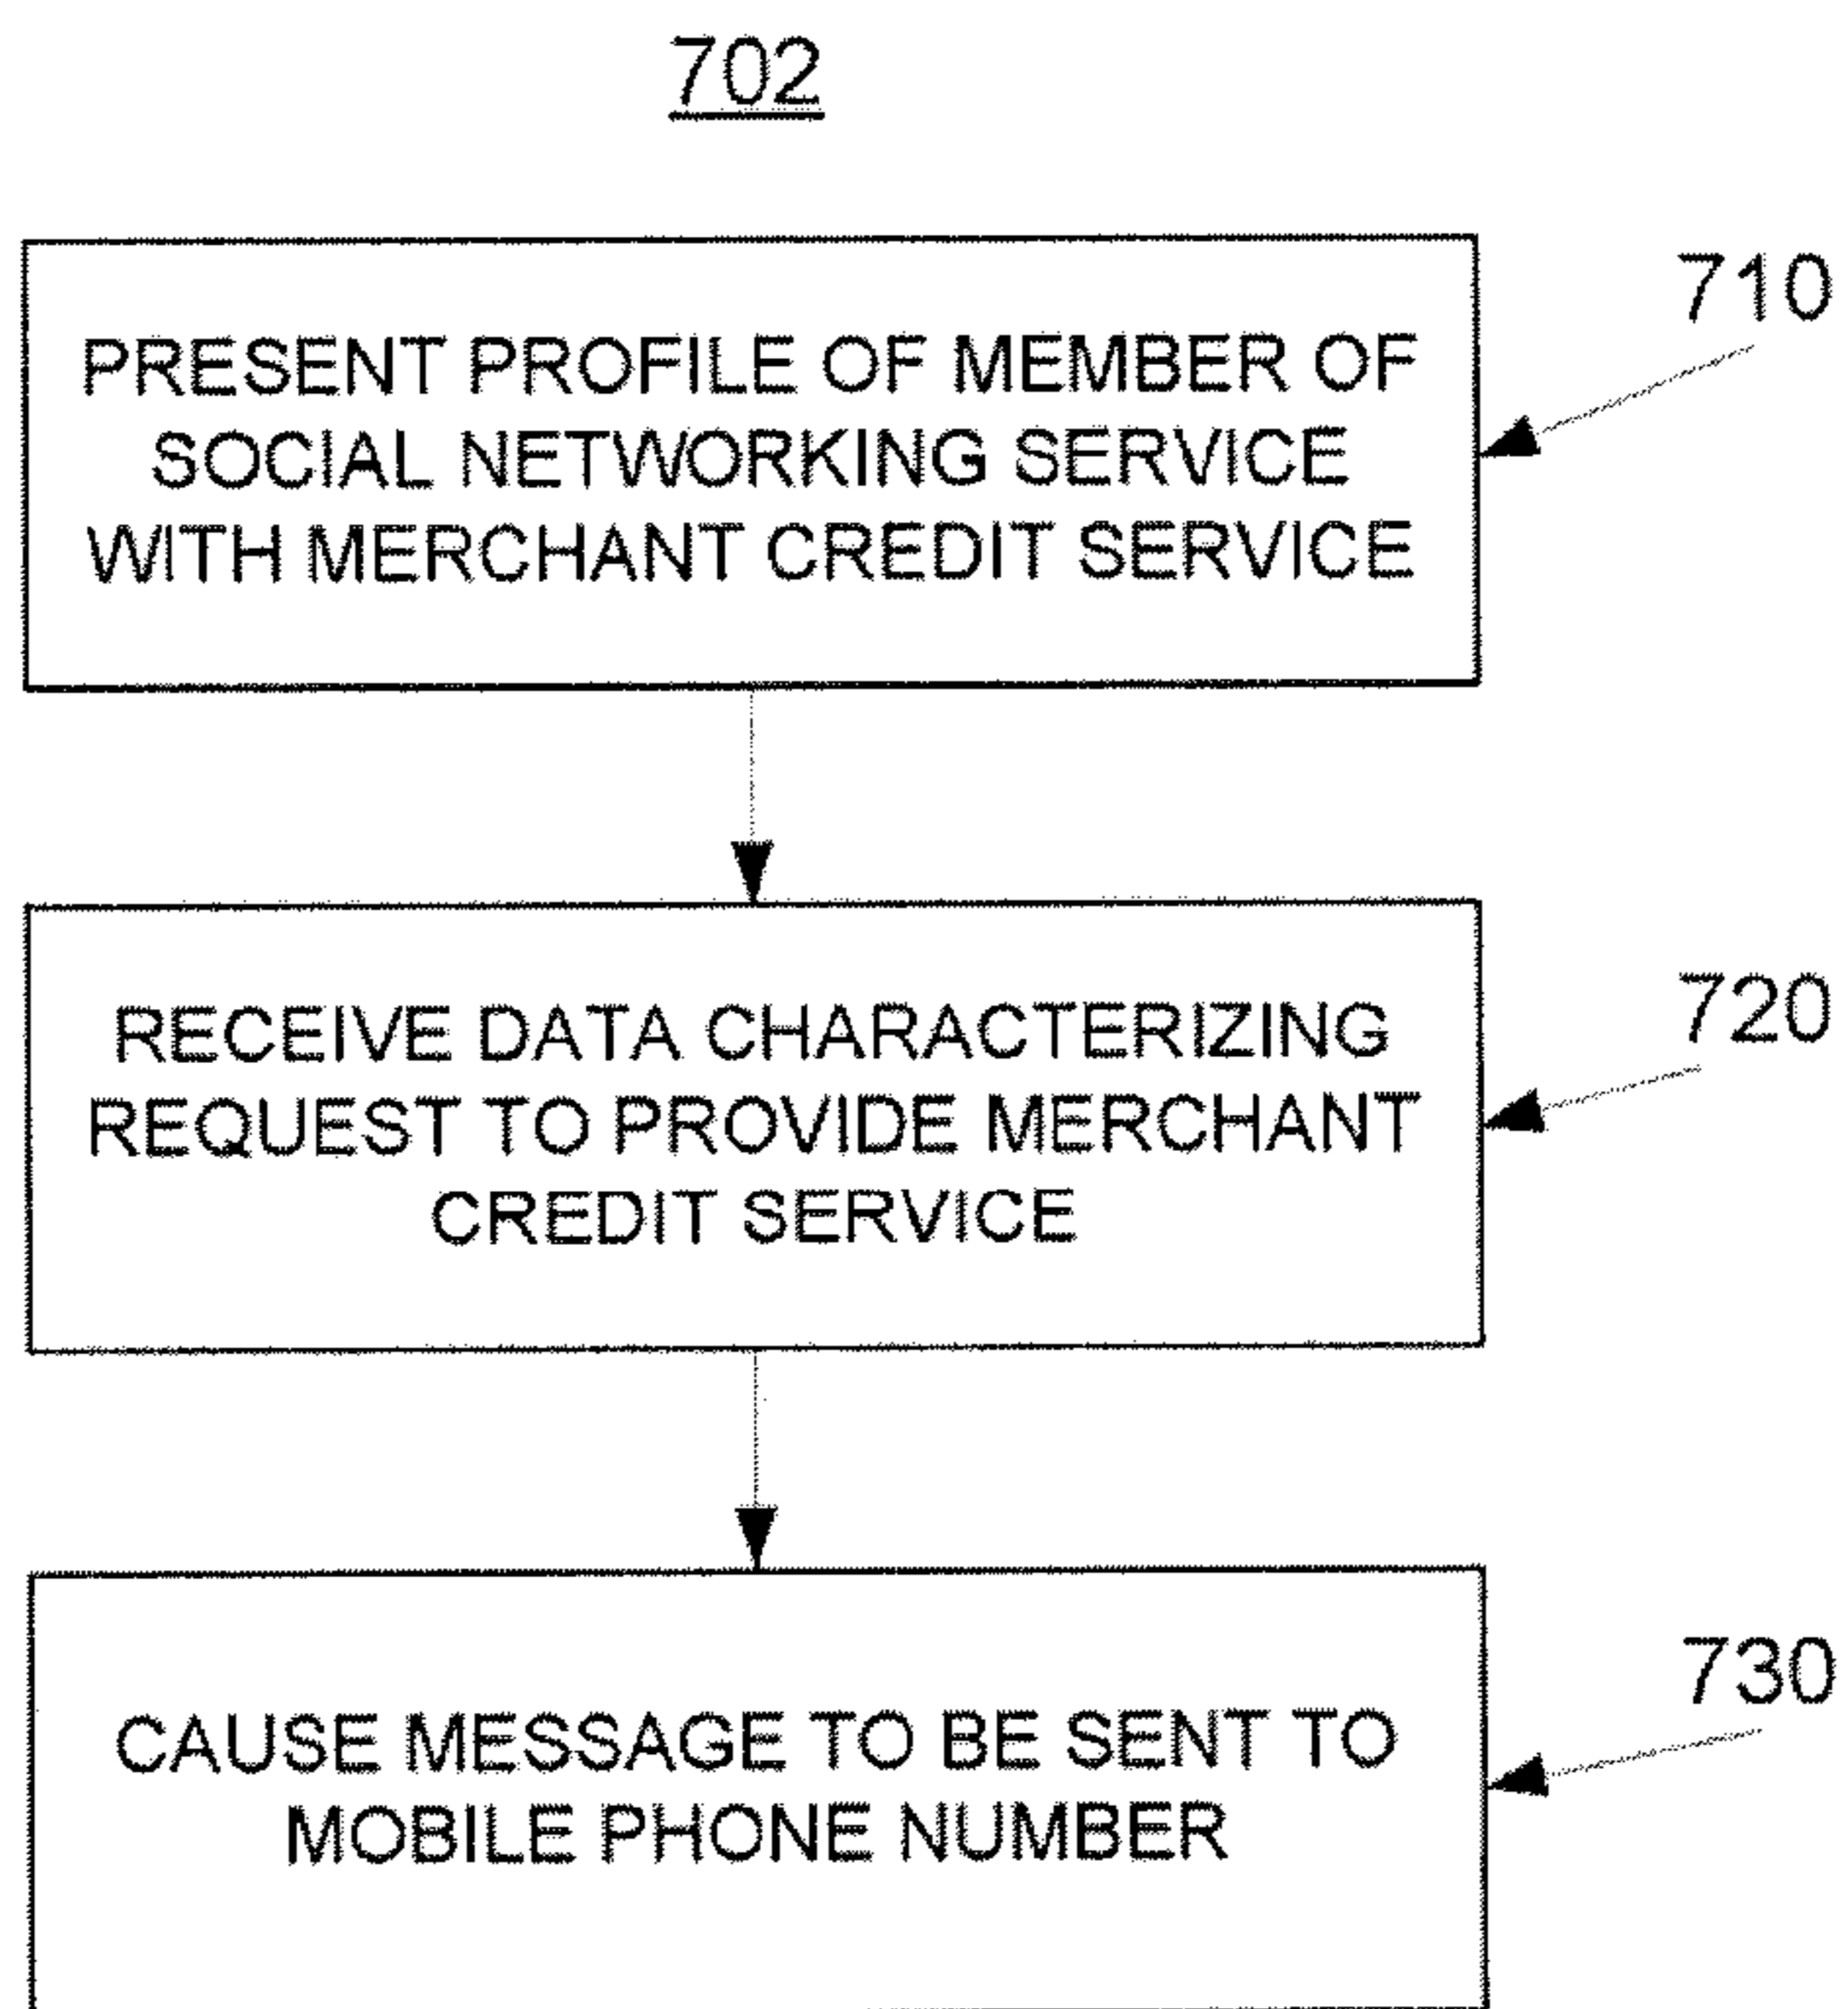 702
PRESENT PROFILE OF MEMBER OF
SOCIAL NETWORKING SERVICE
WITH MERCHANT CREDIT SERVICE
710
RECEIVE DATA CHARACTERIZING
REQUEST TO PROVIDE MERCHANT
CREDIT SERVICE
720
CAUSE MESSAGE TO BE SENT TO
MOBILE PHONE NUMBER
730